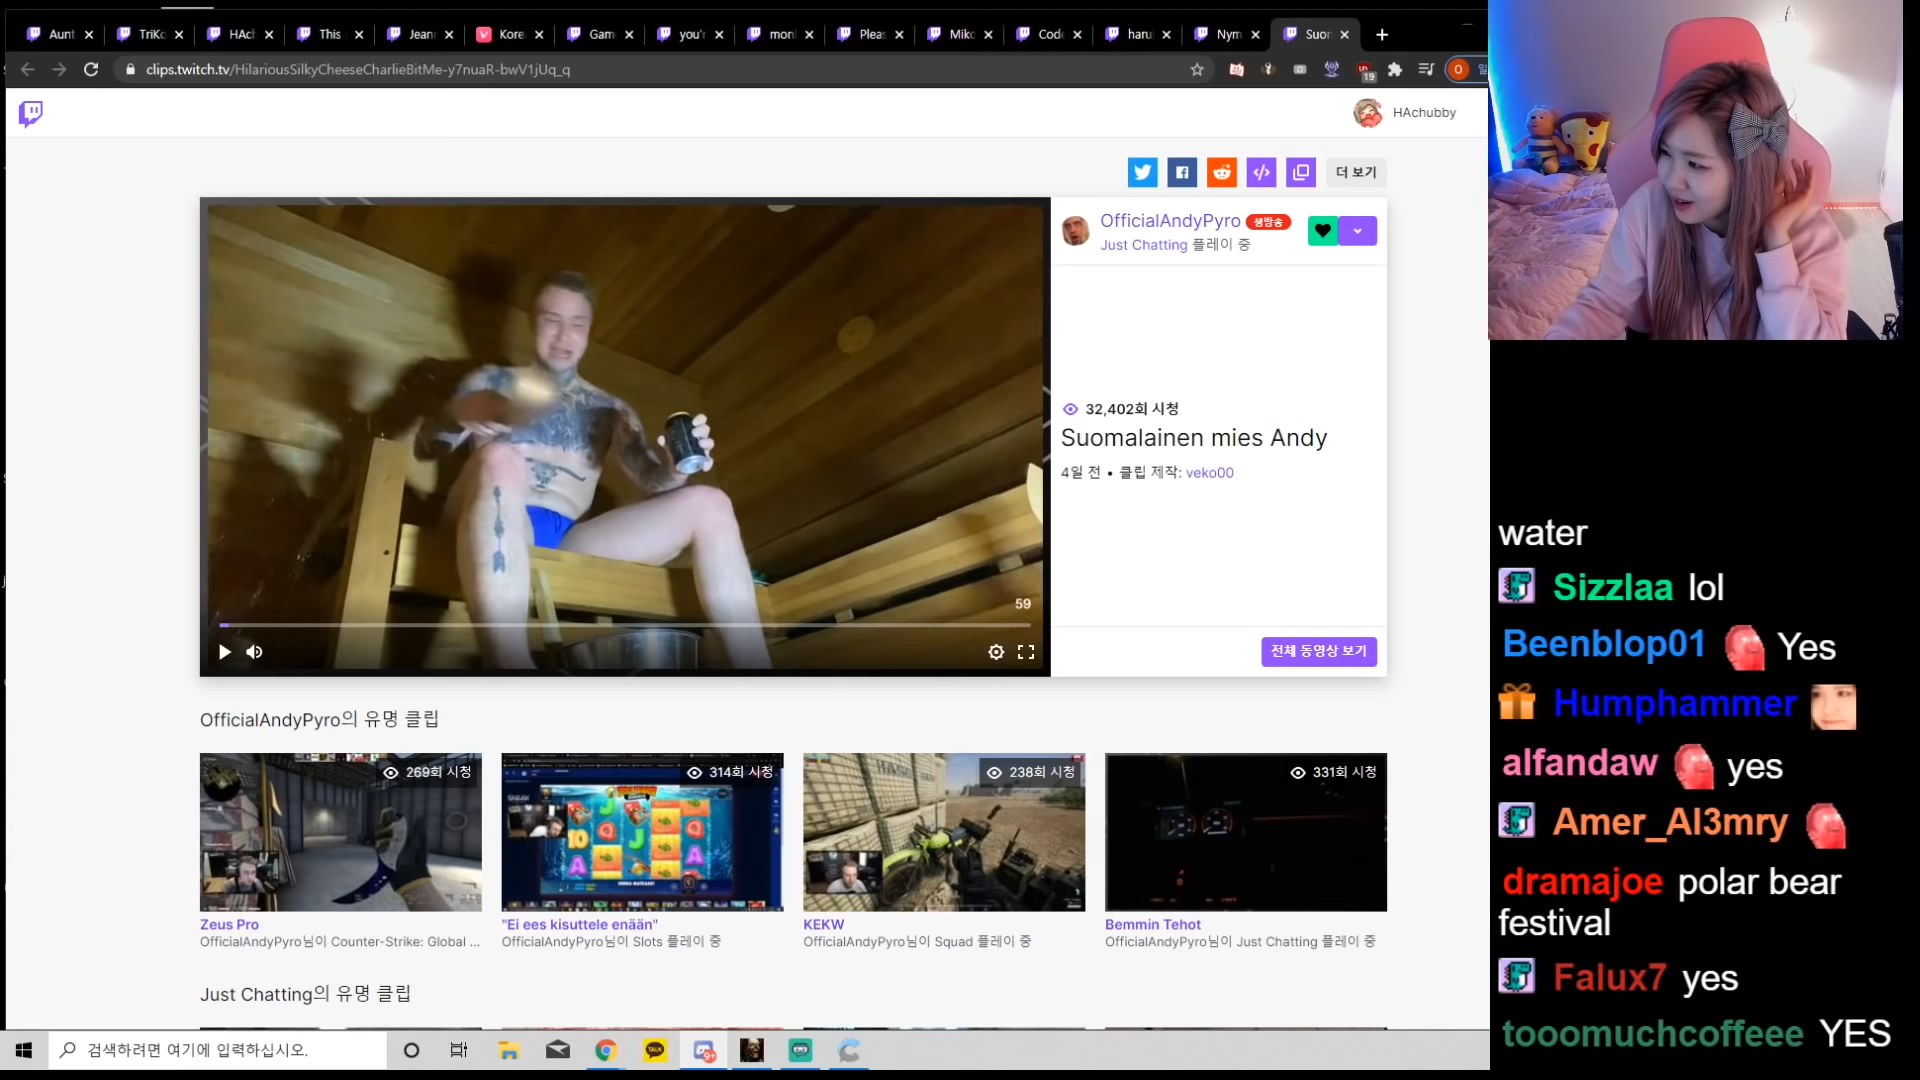 Aunt
TriKo
HAch
This
Jean
Kore
Gam
you'r
monl
Pleas
Miko
Code
harul
Nym
Suon
clips.twitch.tv/HilariousSilkyCheeseCharlieBitMe-y7nuaR-bwV1jUq_q
19
O
HAchubby
더 보기
OfficialAndyPyro 생방송
Just Chatting 플레이 중
32,402회 시청
Suomalainen mies Andy
4일 전 • 클립 제작: veko00
59
전체 동영상 보기
OfficialAndyPyro의 유명 클립
269회 시청
314회 시청
238회 시청
331회 시청
Zeus Pro
OfficialAndyPyro님이 Counter-Strike: Global ...
"Ei ees kisuttele enään"
OfficialAndyPyro님이 Slots 플레이 중
KEKW
OfficialAndyPyro님이 Squad 플레이 중
Bemmin Tehot
OfficialAndyPyro님이 Just Chatting 플레이 중
Just Chatting의 유명 클립
검색하려면 여기에 입력하십시오.
TALK
9+
water
Sizzlaa lol
Beenblop01 Yes
Humphammer
alfandaw yes
Amer_Al3mry
dramajoe polar bear
festival
Falux7 yes
tooomuchcoffeee YES